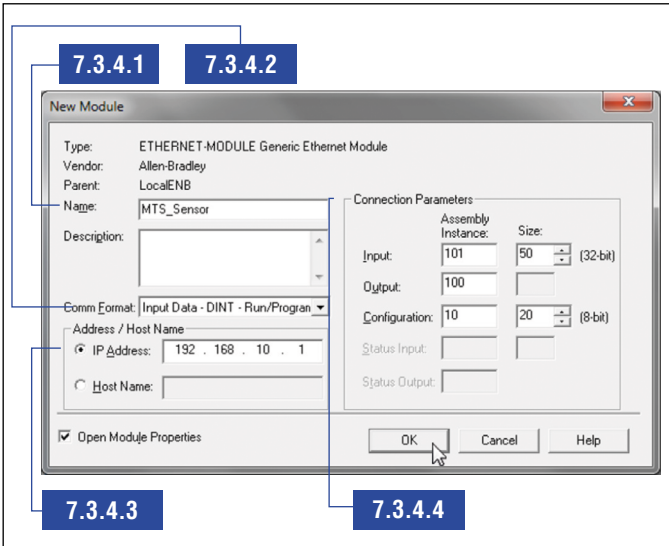 7.3.4.1
7.3.4.2
New Module
Type: ETHERNET-MODULE Generic Ethernet Module
Vendor: Allen-Bradley
Parent: LocalENB
Name: MTS_Sensor
Description:
Comm Format: Input Data - DINT - Run/Progran
Address / Host Name
IP Address: 192 . 168 . 10 . 1
Host Name:
Connection Parameters
Assembly
Instance: Size:
Input: 101 50 (32-bit)
Output: 100
Configuration: 10 20 (8-bit)
Status Input:
Status Output:
Open Module Properties
OK Cancel Help
7.3.4.3
7.3.4.4